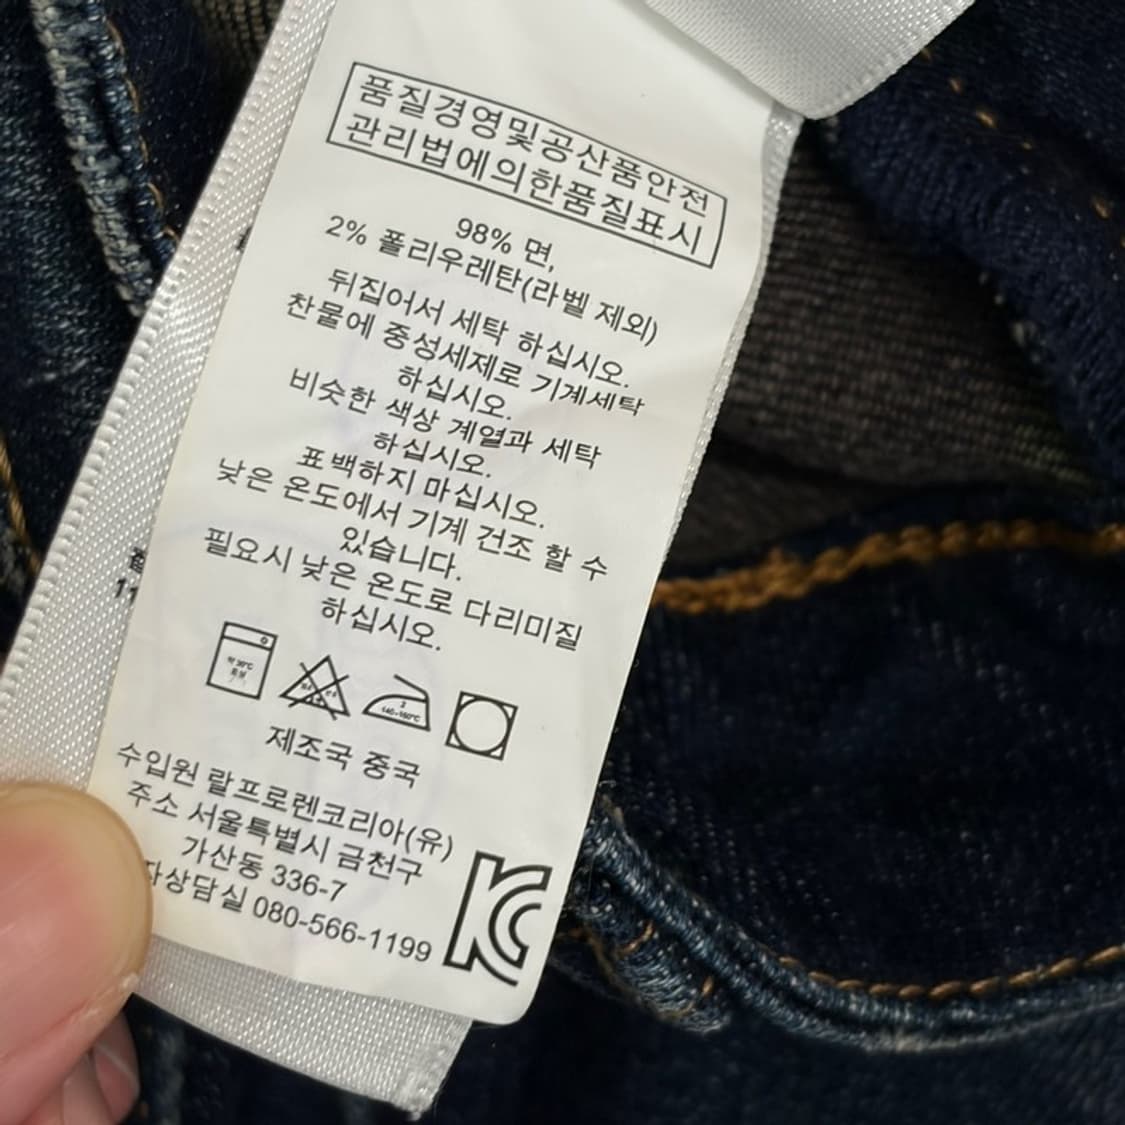 품질경영및공산품안전
관리법에의한품질표시
98% 면,
2% 폴리우레탄(라벨 제외)
뒤집어서 세탁 하십시오.
찬물에 중성세제로 기계세탁
하십시오.
비슷한 색상 계열과 세탁
하십시오.
표백하지 마십시오.
낮은 온도에서 기계 건조 할 수
있습니다.
필요시 낮은 온도로 다리미질
하십시오.
제조국 중국
수입원 랄프로렌코리아(유)
주소 서울특별시 금천구
가산동 336-7
상담실 080-566-1199